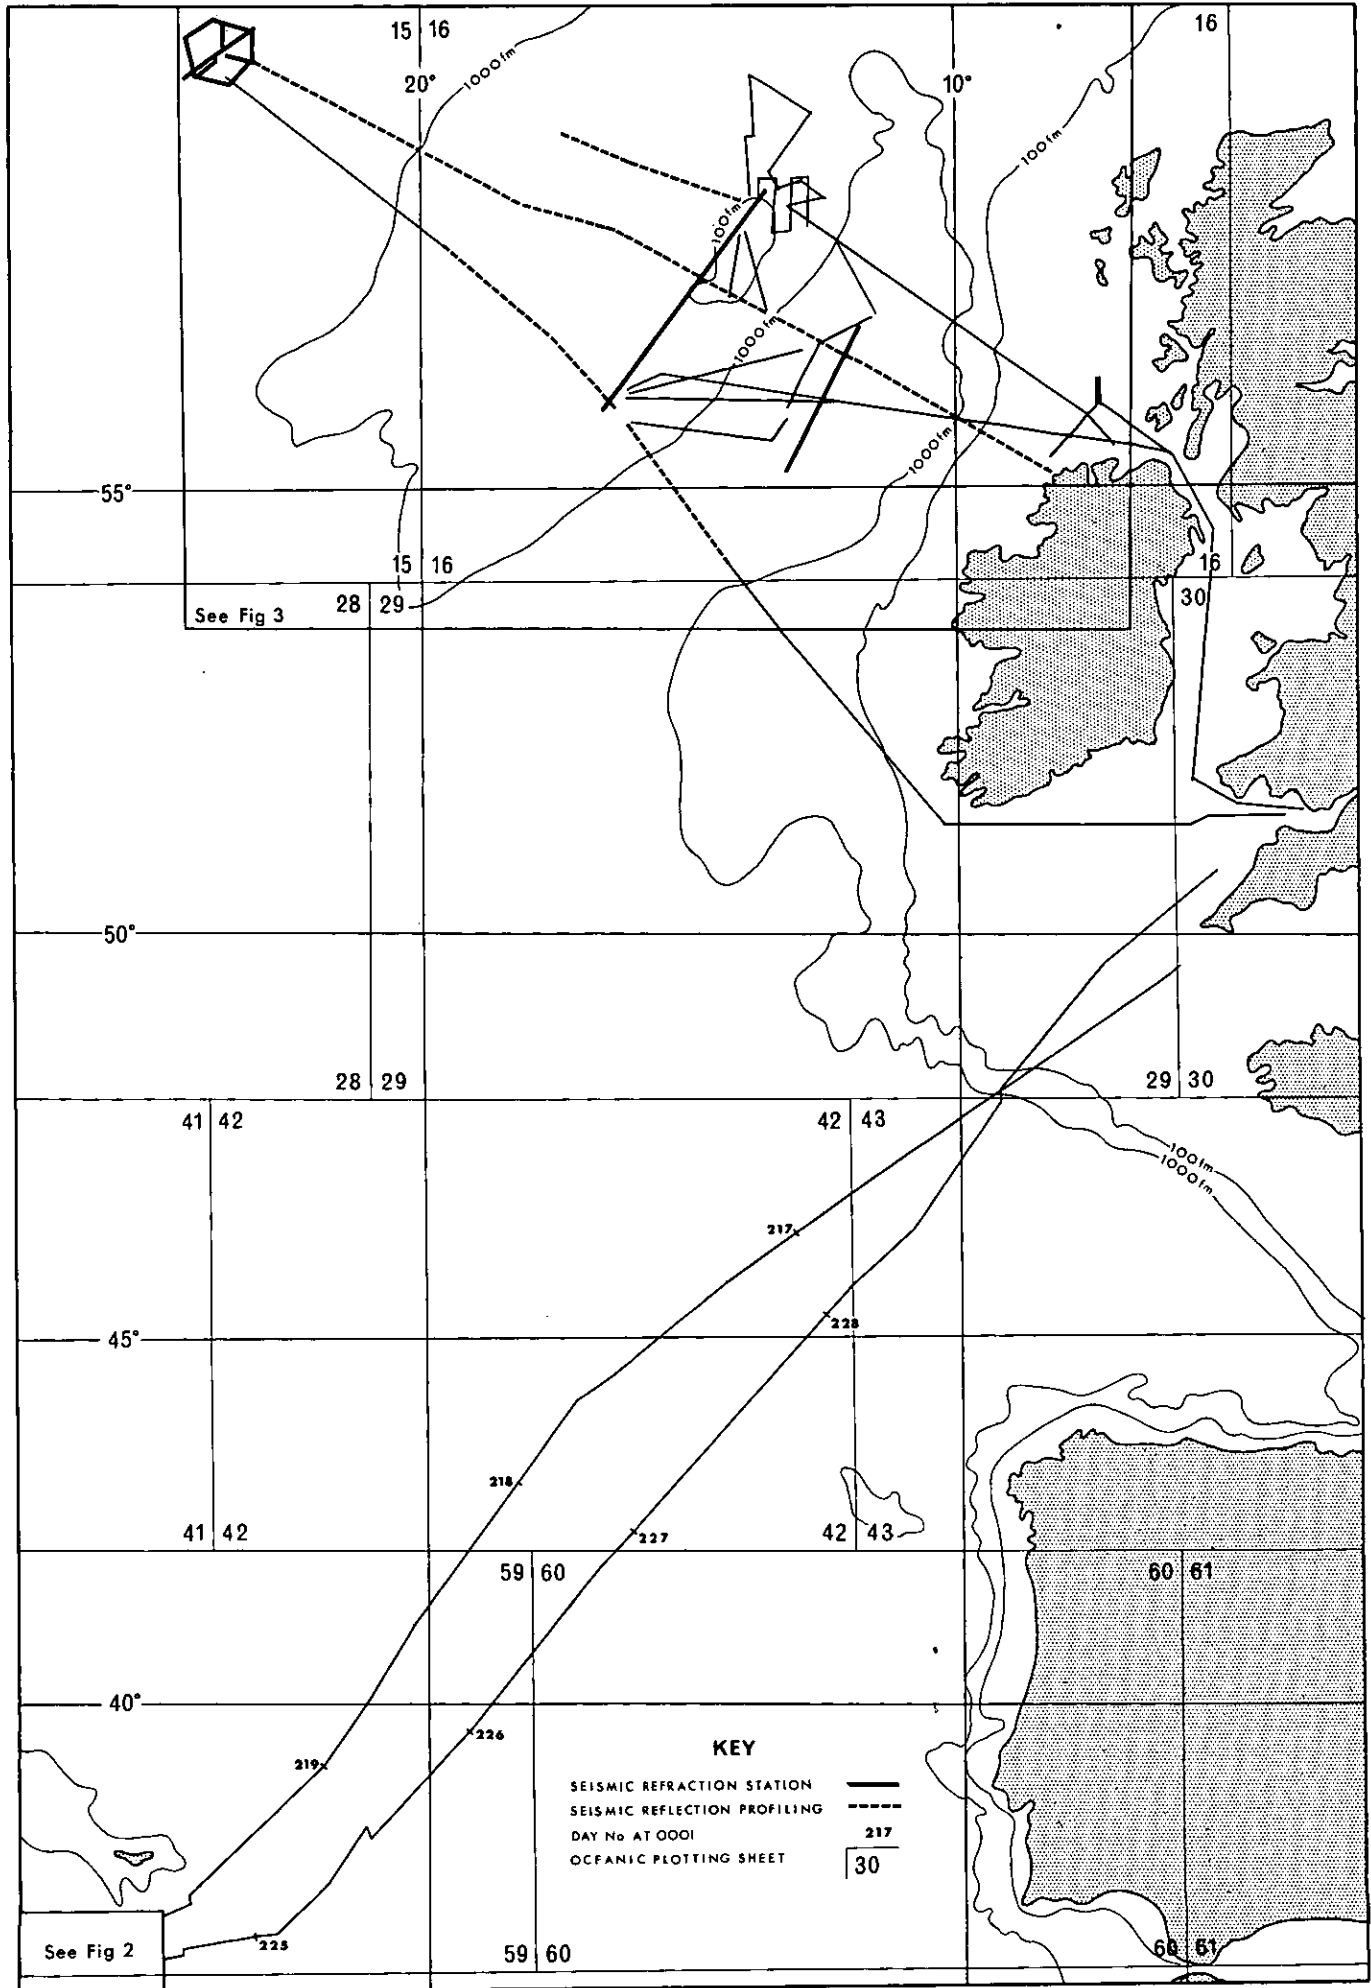 15 16
16
20°
10°
1000fm
100fm
100fm
1000fm
1000fm
55°
15 16
16
28 29
30
See Fig 3
50°
28 29
29 30
41 42
42 43
100fm
1000fm
217
45°
228
218
227
41 42
42 43
59 60
60 61
40°
226
219
KEY
SEISMIC REFRACTION STATION
SEISMIC REFLECTION PROFILING
DAY No AT 0001 217
OCEANIC PLOTTING SHEET 30
225
See Fig 2
59 60
60 61